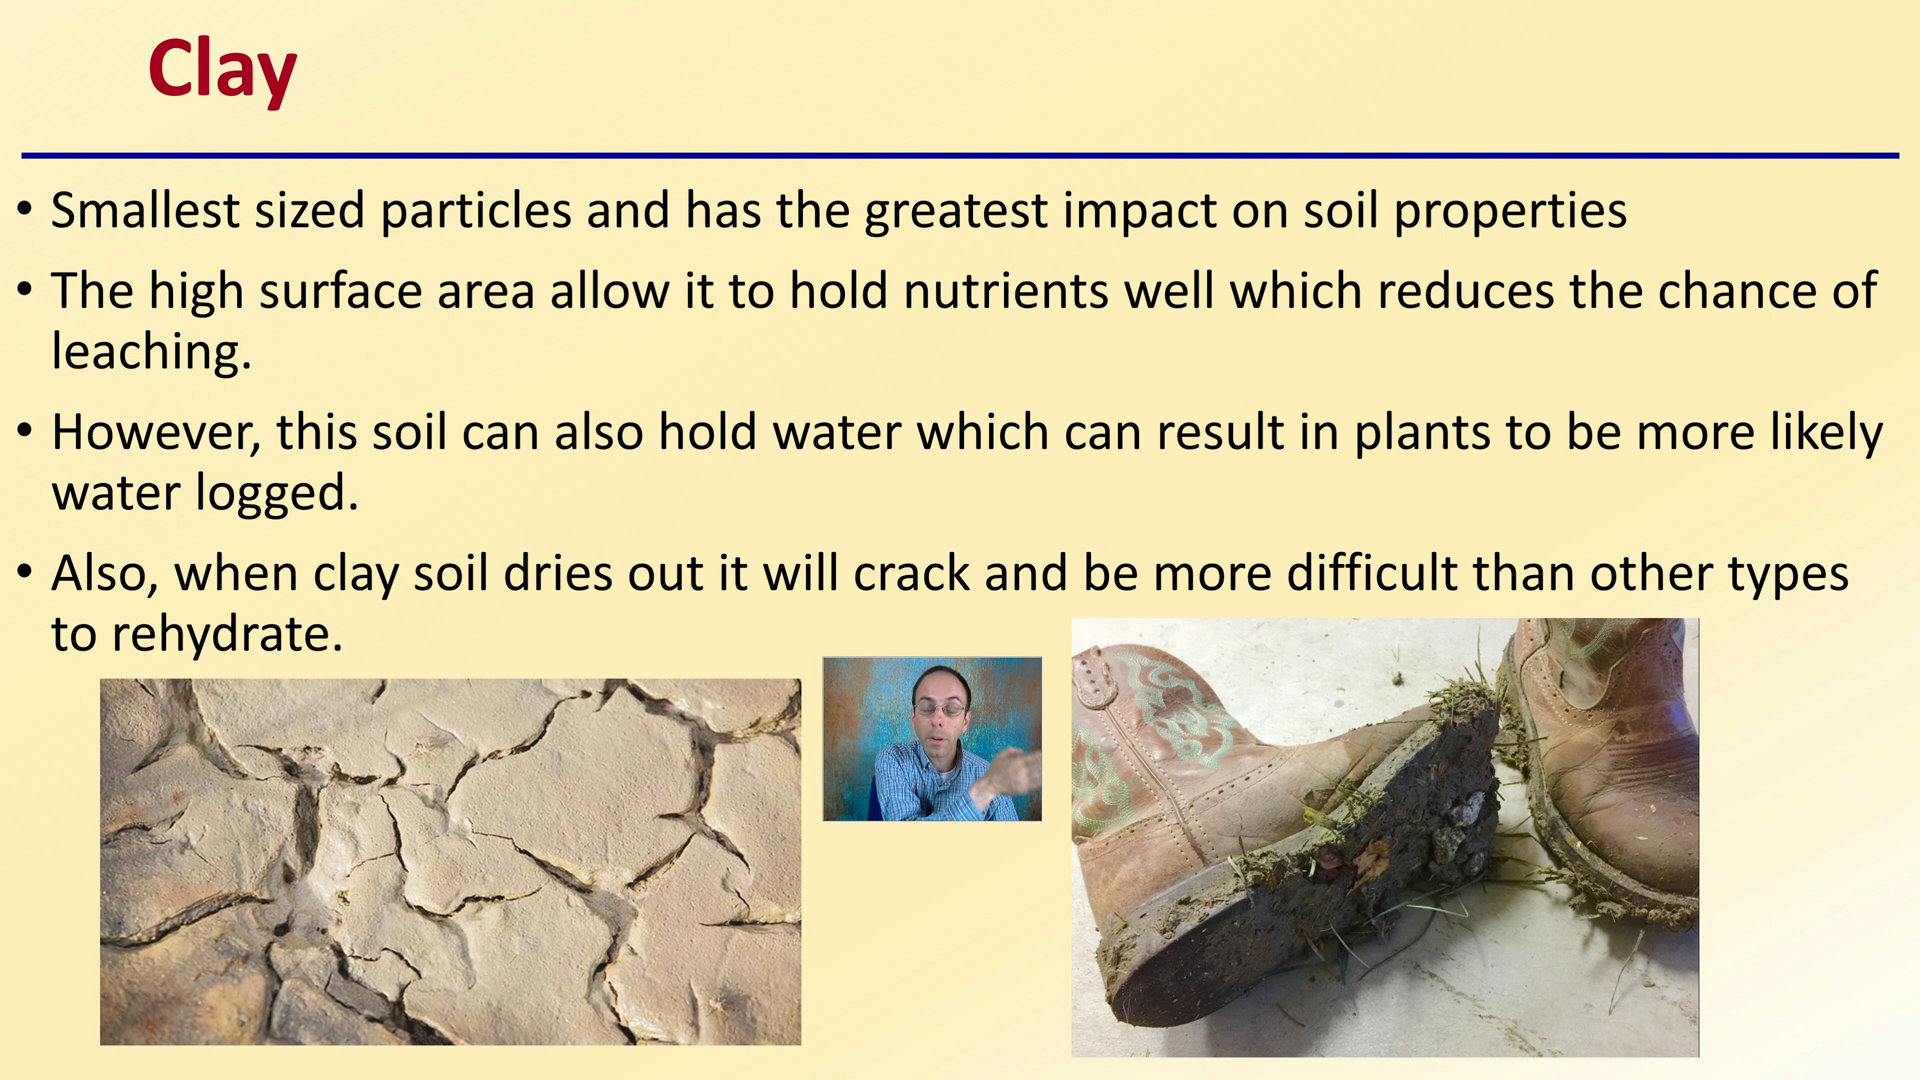 Clay
• Smallest sized particles and has the greatest impact on soil properties
• The high surface area allow it to hold nutrients well which reduces the chance of
leaching.
• However, this soil can also hold water which can result in plants to be more likely
water logged.
• Also, when clay soil dries out it will crack and be more difficult than other types
to rehydrate.